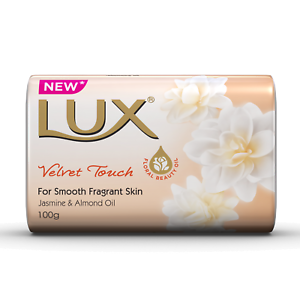 NEW*
LUX®
Velvet Touch
FLORAL BEAUTY OIL
For Smooth Fragrant Skin
Jasmine & Almond Oil
100g